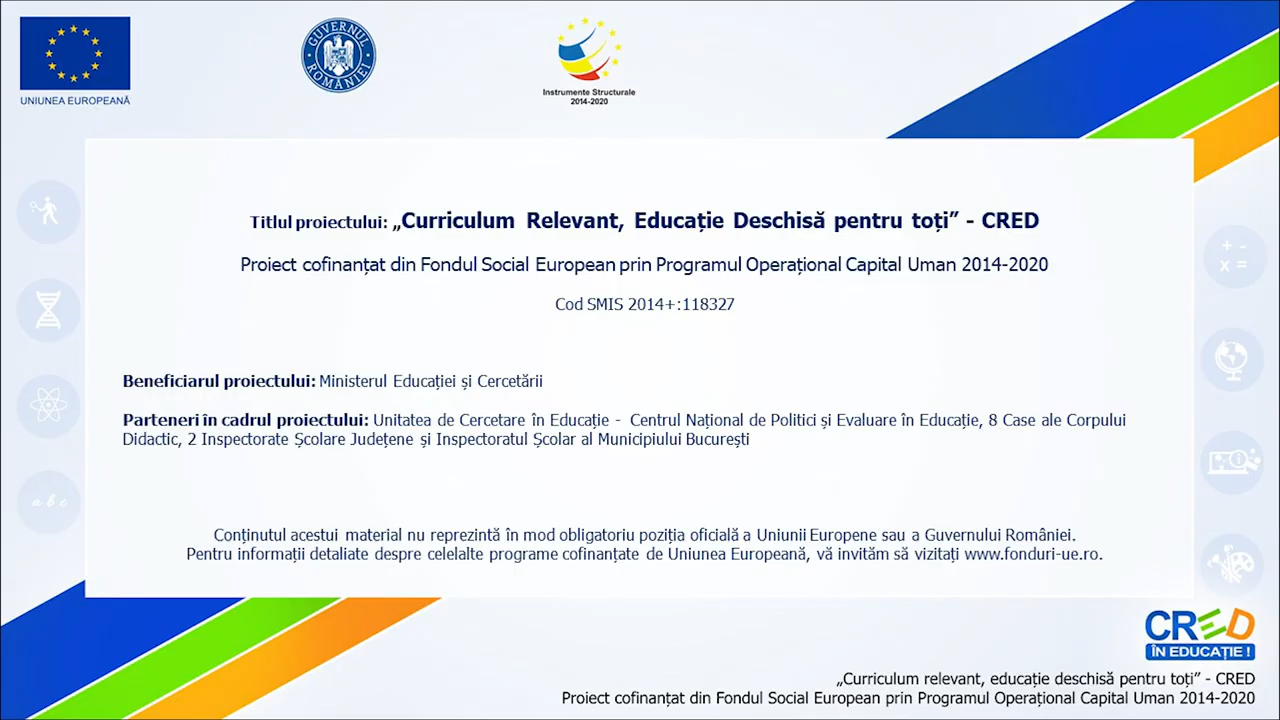 UNIUNEA EUROPEANĂ
GUVERNUL ROMÂNIEI
Instrumente Structurale
2014-2020
Titlul proiectului: „Curriculum Relevant, Educație Deschisă pentru toți” - CRED
Proiect cofinanțat din Fondul Social European prin Programul Operațional Capital Uman 2014-2020
Cod SMIS 2014+:118327
+ -
x =
Beneficiarul proiectului: Ministerul Educației și Cercetării
Parteneri în cadrul proiectului: Unitatea de Cercetare în Educație - Centrul Național de Politici și Evaluare în Educație, 8 Case ale Corpului
Didactic, 2 Inspectorate Școlare Județene și Inspectoratul Școlar al Municipiului București
a b c
Conținutul acestui material nu reprezintă în mod obligatoriu poziția oficială a Uniunii Europene sau a Guvernului României.
Pentru informații detaliate despre celelalte programe cofinanțate de Uniunea Europeană, vă invităm să vizitați www.fonduri-ue.ro.
CRED
ÎN EDUCAȚIE !
„Curriculum relevant, educație deschisă pentru toți” - CRED
Proiect cofinanțat din Fondul Social European prin Programul Operațional Capital Uman 2014-2020